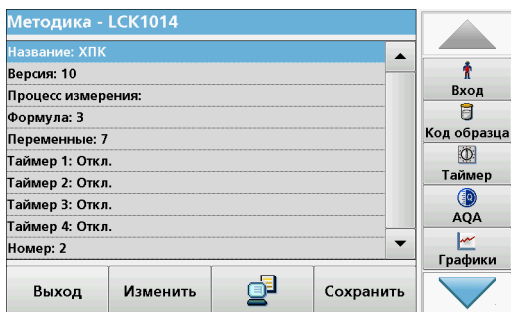 Методика - LCK1014
Название: ХПК
Версия: 10
Процесс измерения:
Формула: 3
Переменные: 7
Таймер 1: Откл.
Таймер 2: Откл.
Таймер 3: Откл.
Таймер 4: Откл.
Номер: 2
Выход
Изменить
Сохранить
Вход
Код образца
Таймер
AQA
Графики